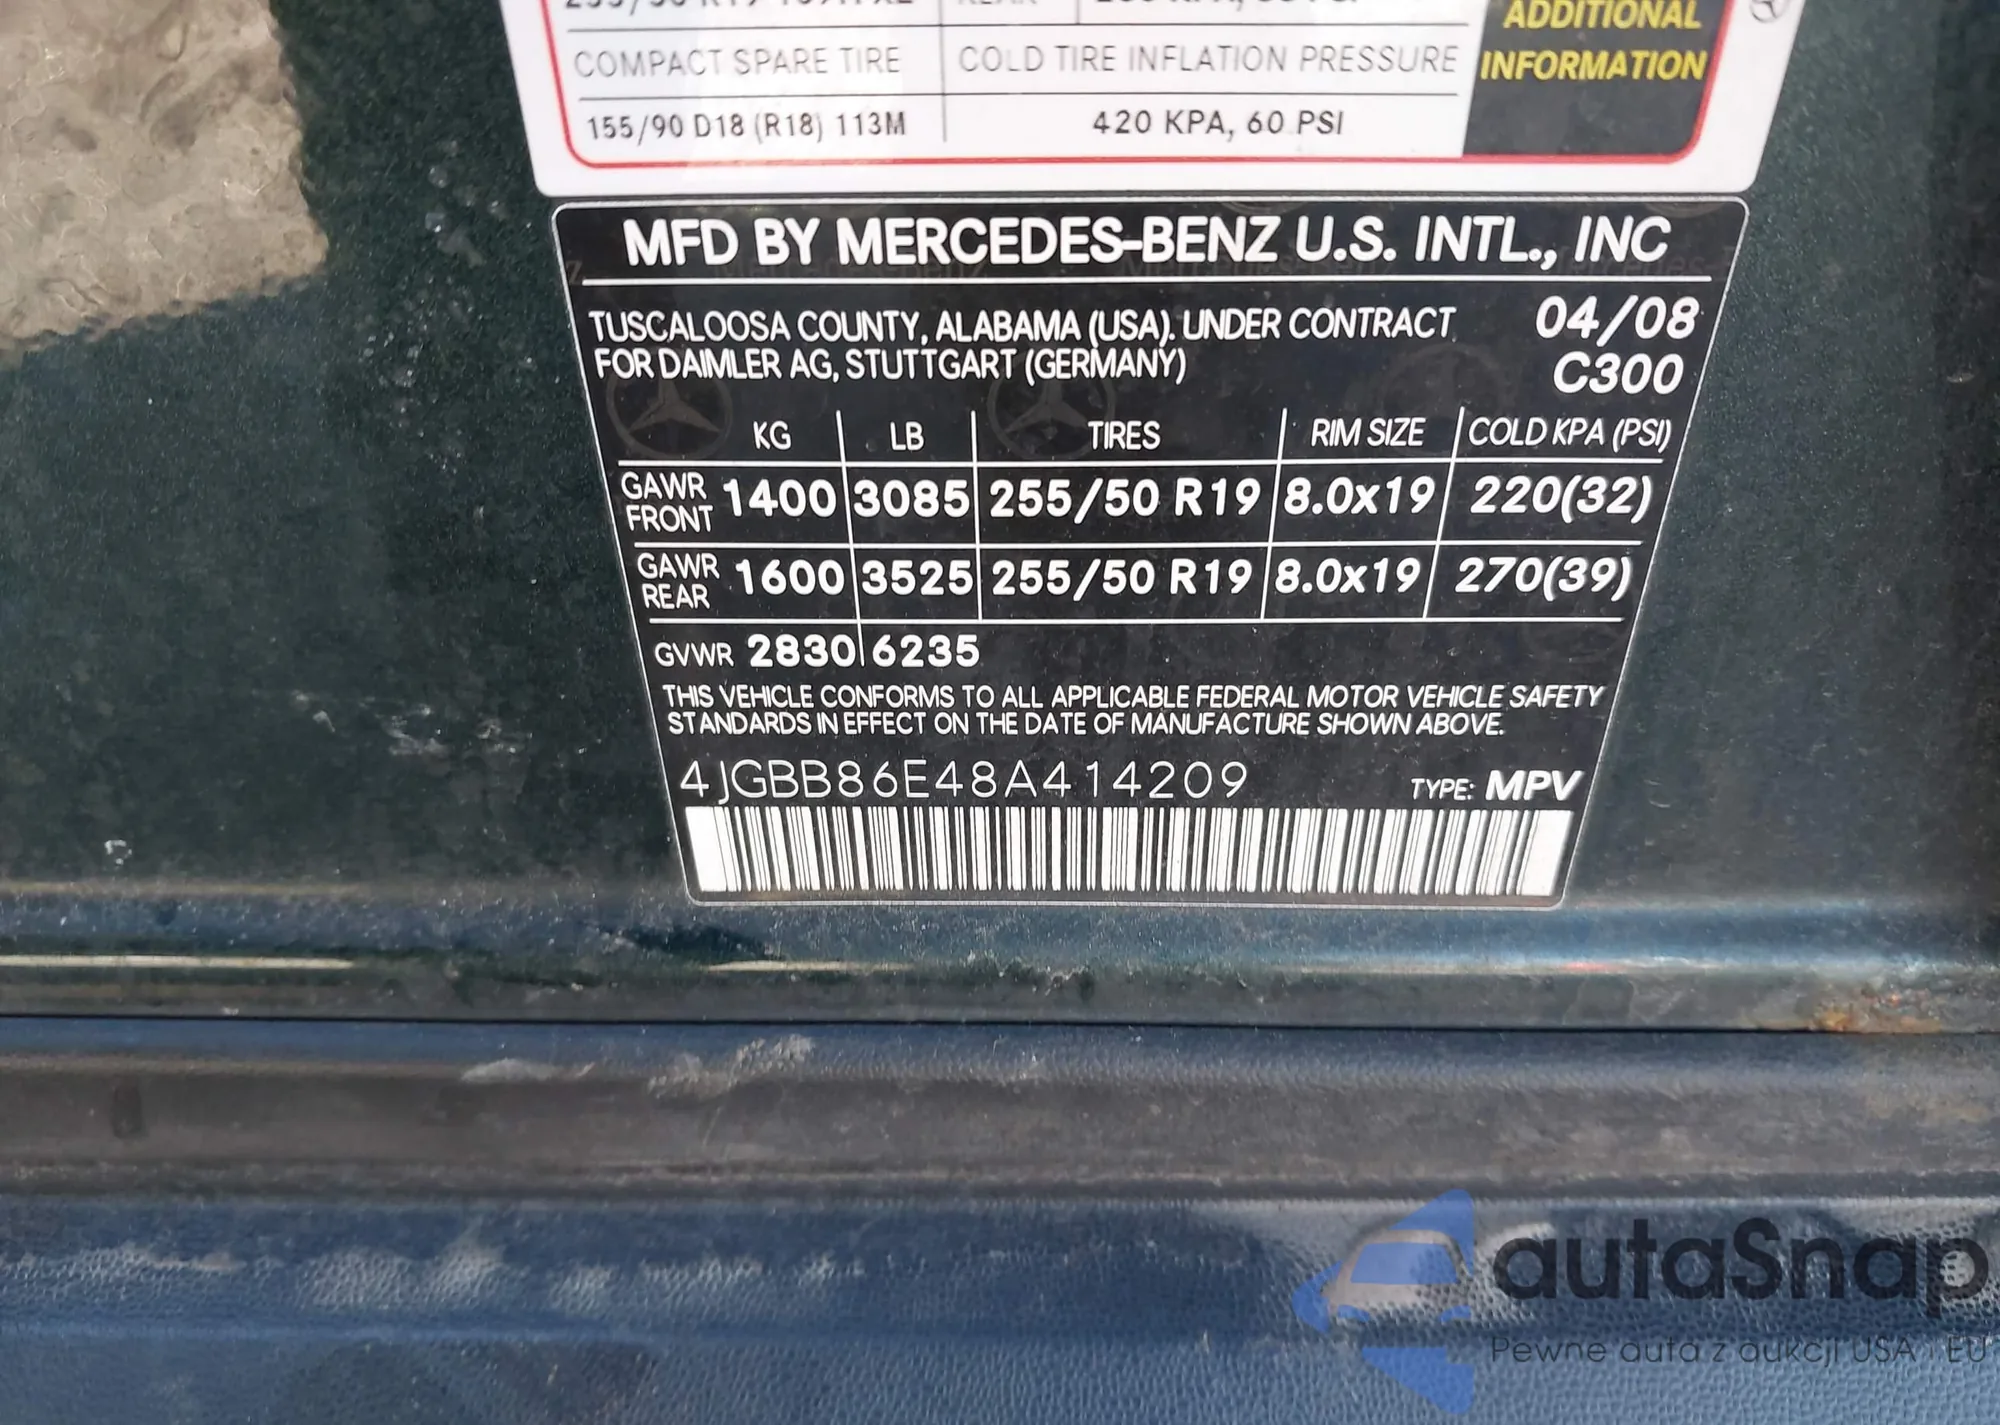 COMPACT SPARE TIRE COLD TIRE INFLATION PRESSURE
155/90 D18 (R18) 113M 420 KPA, 60 PSI
ADDITIONAL
INFORMATION
MFD BY MERCEDES-BENZ U.S. INTL., INC
TUSCALOOSA COUNTY, ALABAMA (USA). UNDER CONTRACT 04/08
FOR DAIMLER AG, STUTTGART (GERMANY) C300
KG LB TIRES RIM SIZE COLD KPA (PSI)
GAWR FRONT 1400 3085 255/50 R19 8.0x19 220(32)
GAWR REAR 1600 3525 255/50 R19 8.0x19 270(39)
GVWR 2830 6235
THIS VEHICLE CONFORMS TO ALL APPLICABLE FEDERAL MOTOR VEHICLE SAFETY
STANDARDS IN EFFECT ON THE DATE OF MANUFACTURE SHOWN ABOVE.
4JGBB86E48A414209 TYPE: MPV
autaSnap
Pewne auta z aukcji USA i EU